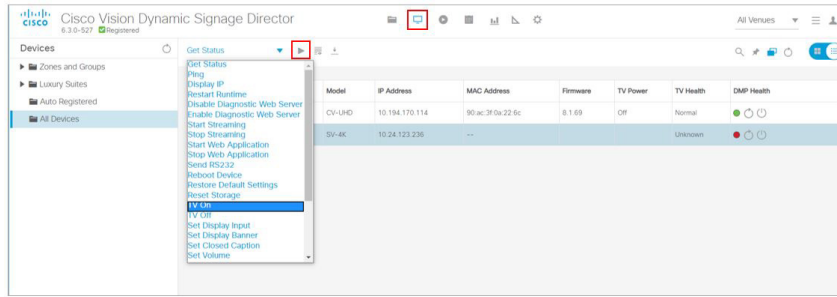 CISCO
Cisco Vision Dynamic Signage Director
6.3.0-527 Registered
All Venues
Devices
Zones and Groups
Luxury Suites
Auto Registered
All Devices
Get Status
Get Status
Ping
Display IP
Restart Runtime
Disable Diagnostic Web Server
Enable Diagnostic Web Server
Start Streaming
Stop Streaming
Start Web Application
Stop Web Application
Send RS232
Reboot Device
Restore Default Settings
Reset Storage
TV On
TV Off
Set Display Input
Set Display Banner
Set Closed Caption
Set Volume
Model IP Address MAC Address Firmware TV Power TV Health DMP Health
CV-UHD 10.194.170.114 90:ac:3f:0a:22:6c 8.1.69 Off Normal
SV-4K 10.24.123.236 -- Unknown